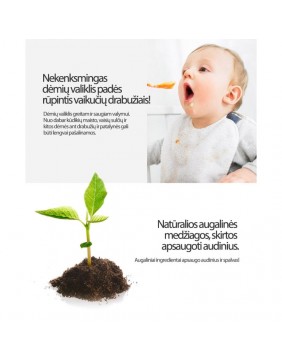 Nekenksmingas
dėmių valiklis padės
rūpintis vaikučių drabužiais!
Dėmių valiklis greitam ir saugiam valymui.
Nuo dabar kūdikių maisto, vaisių, sulčių ir
kitos dėmės ant drabužių ir patalynės gali
būti lengvai pašalinamos.
Natūralios augalinės
medžiagos, skirtos
apsaugoti audinius.
Augaliniai ingredientai apsaugo audinius ir spalvas!